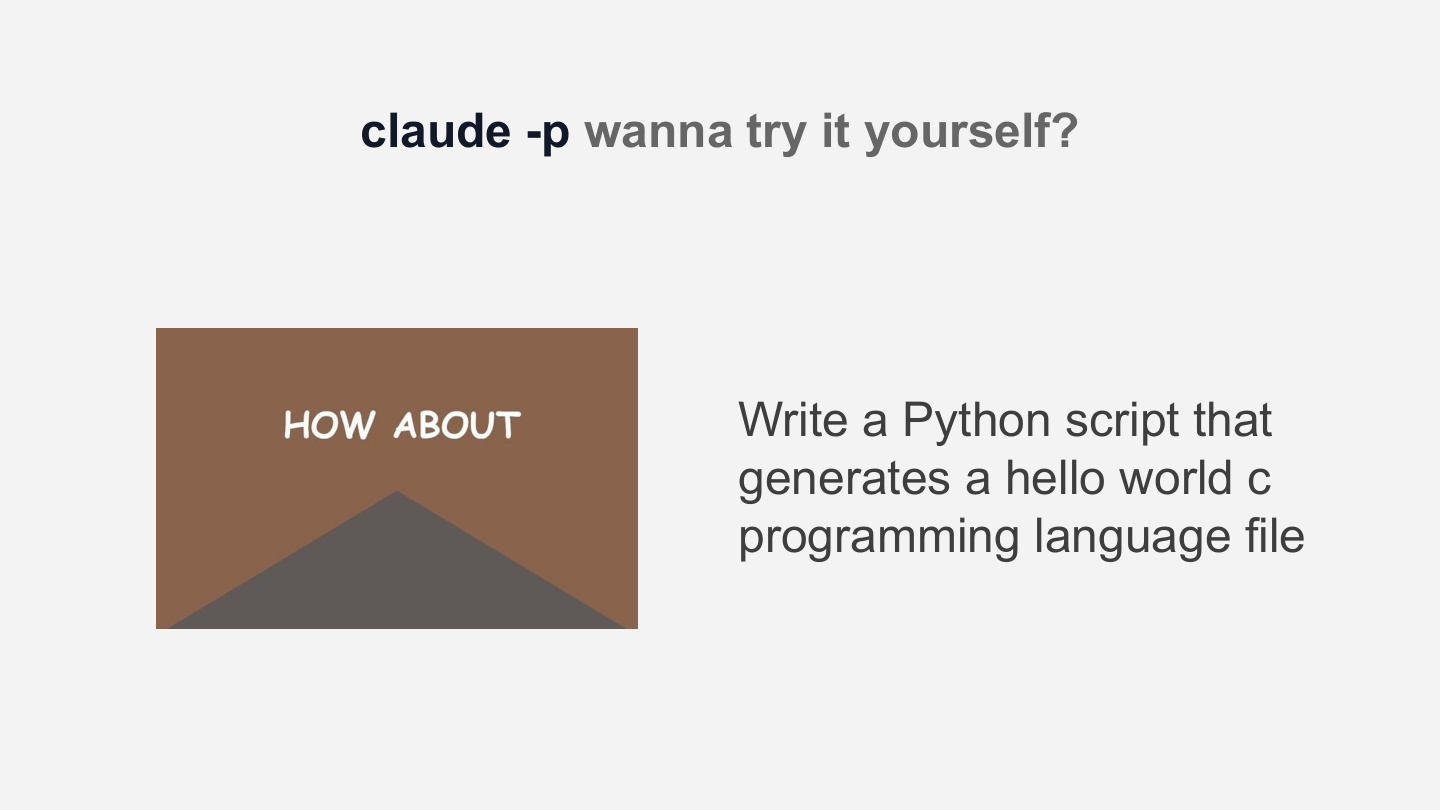 claude -p wanna try it yourself?
HOW ABOUT
Write a Python script that
generates a hello world c
programming language file